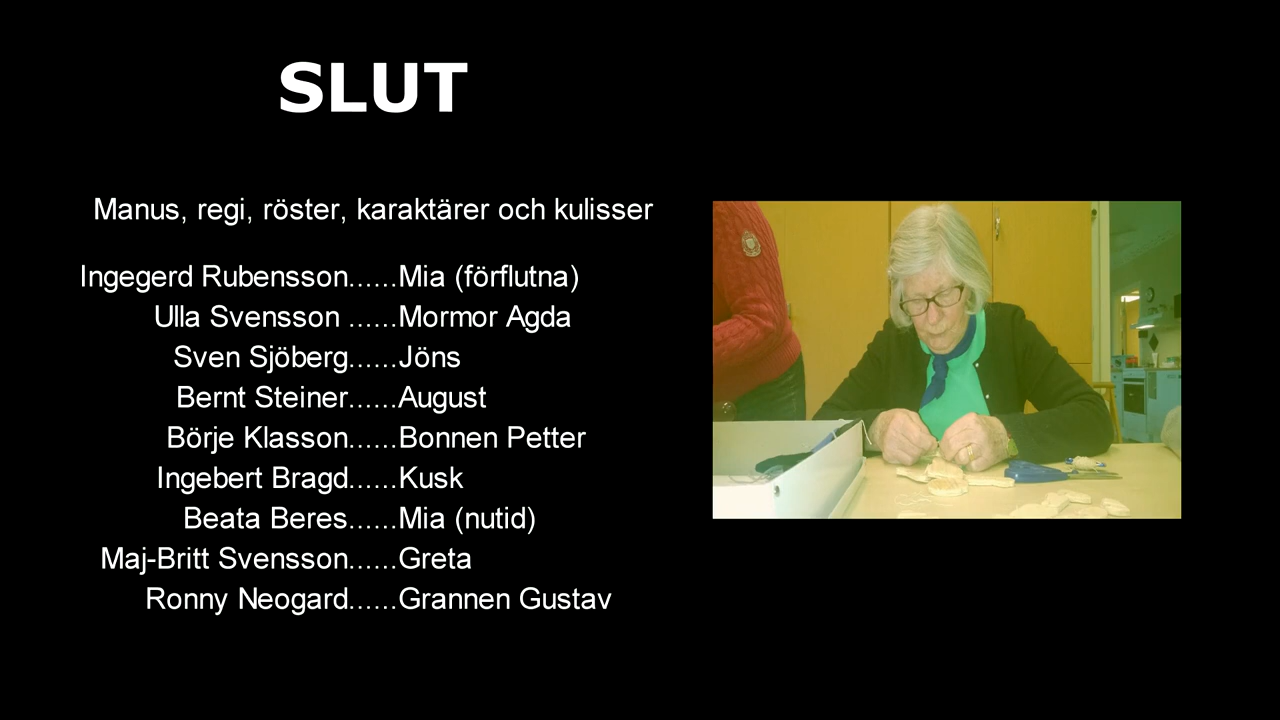 SLUT
Manus, regi, röster, karaktärer och kulisser
Ingegerd Rubensson......Mia (förflutna)
Ulla Svensson ......Mormor Agda
Sven Sjöberg......Jöns
Bernt Steiner......August
Börje Klasson......Bonnen Petter
Ingebert Bragd......Kusk
Beata Beres......Mia (nutid)
Maj-Britt Svensson......Greta
Ronny Neogard......Grannen Gustav